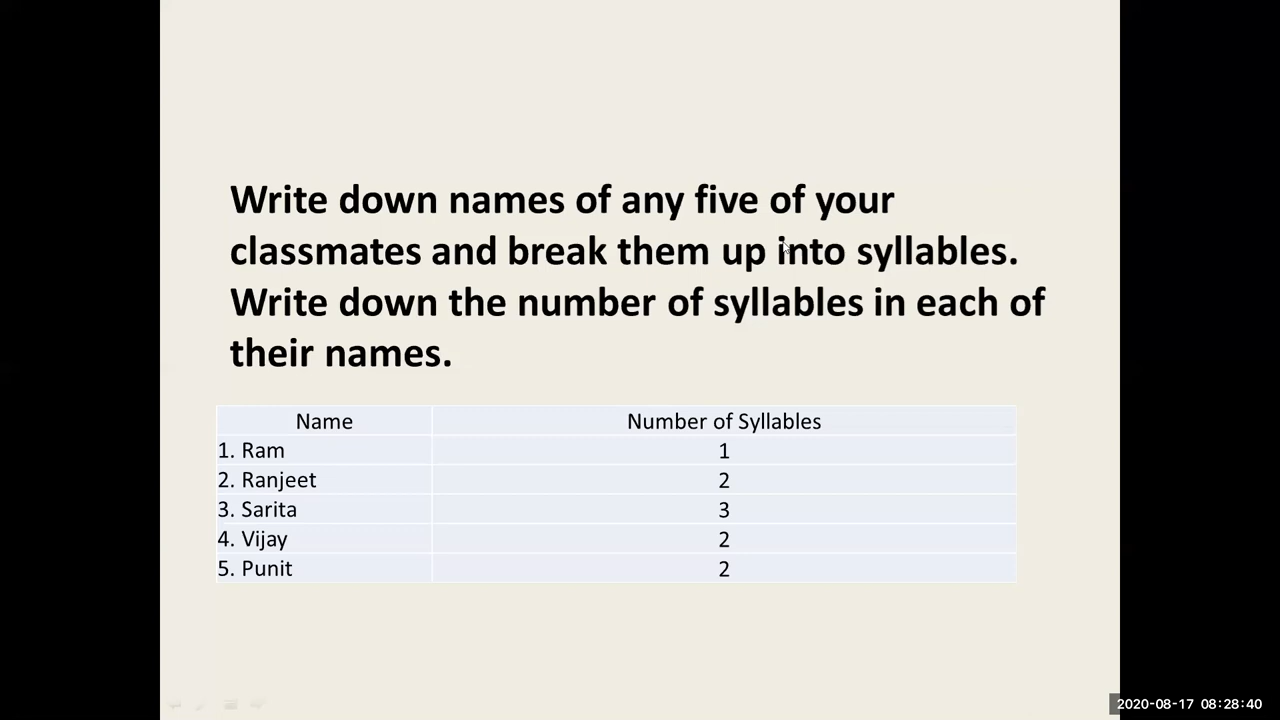 Write down names of any five of your
classmates and break them up into syllables.
Write down the number of syllables in each of
their names.
Name Number of Syllables
1. Ram 1
2. Ranjeet 2
3. Sarita 3
4. Vijay 2
5. Punit 2
2020-08-17 08:28:40